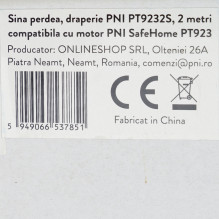 Sina perdea, draperie PNI PT9232S, 2 metri
compatibila cu motor PNI SafeHome PT923
Producator: ONLINESHOP SRL, Olteniei 26A
Piatra Neamt, Neamt, Romania, comenzi@pni.ro
CE
Fabricat in China
5 949066 537851